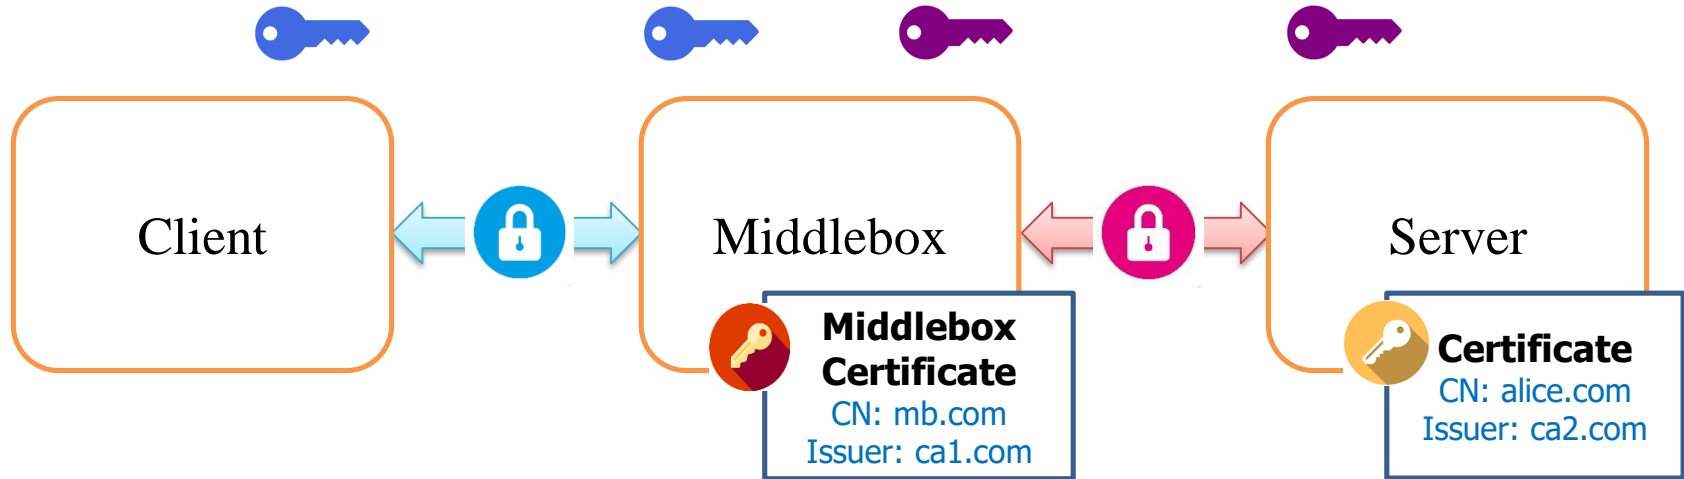 Client
Middlebox
Server
Middlebox
Certificate
CN: mb.com
Issuer: ca1.com
Certificate
CN: alice.com
Issuer: ca2.com